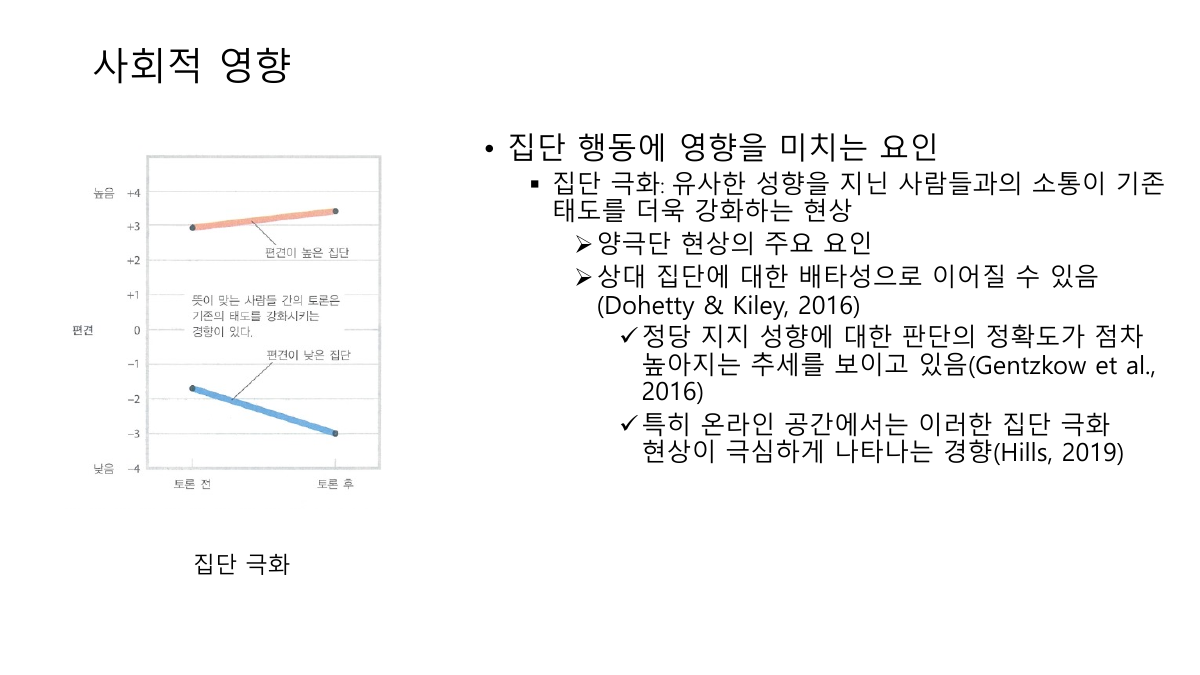 사회적 영향
높음 +4
+3
편견이 높은 집단
+2
+1
뜻이 맞는 사람들 간의 토론은
기존의 태도를 강화시키는
경향이 있다.
편견 0
편견이 낮은 집단
−1
−2
−3
낮음 −4
토론 전 토론 후
집단 극화
• 집단 행동에 영향을 미치는 요인
▪ 집단 극화: 유사한 성향을 지닌 사람들과의 소통이 기존
태도를 더욱 강화하는 현상
➢양극단 현상의 주요 요인
➢상대 집단에 대한 배타성으로 이어질 수 있음
(Dohetty & Kiley, 2016)
✓정당 지지 성향에 대한 판단의 정확도가 점차
높아지는 추세를 보이고 있음(Gentzkow et al.,
2016)
✓특히 온라인 공간에서는 이러한 집단 극화
현상이 극심하게 나타나는 경향(Hills, 2019)